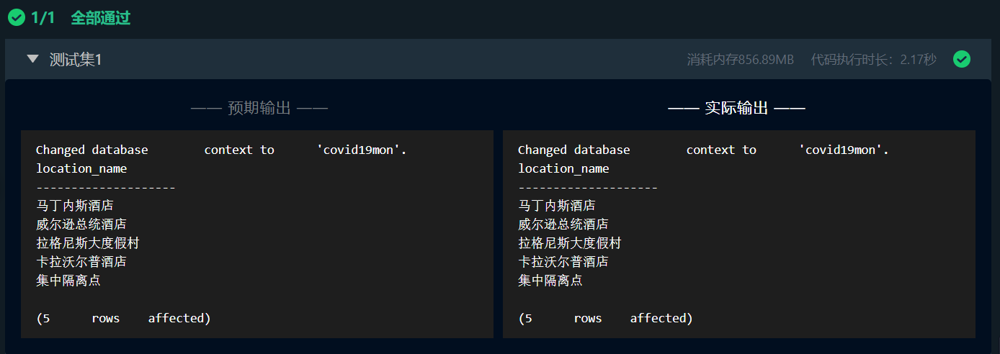 1/1 全部通过
测试集1 消耗内存856.89MB 代码执行时长：2.17秒
—— 预期输出 ——
Changed database context to 'covid19mon'.
location_name
--------------------
马丁内斯酒店
威尔逊总统酒店
拉格尼斯大度假村
卡拉沃尔普酒店
集中隔离点
(5 rows affected)
—— 实际输出 ——
Changed database context to 'covid19mon'.
location_name
--------------------
马丁内斯酒店
威尔逊总统酒店
拉格尼斯大度假村
卡拉沃尔普酒店
集中隔离点
(5 rows affected)